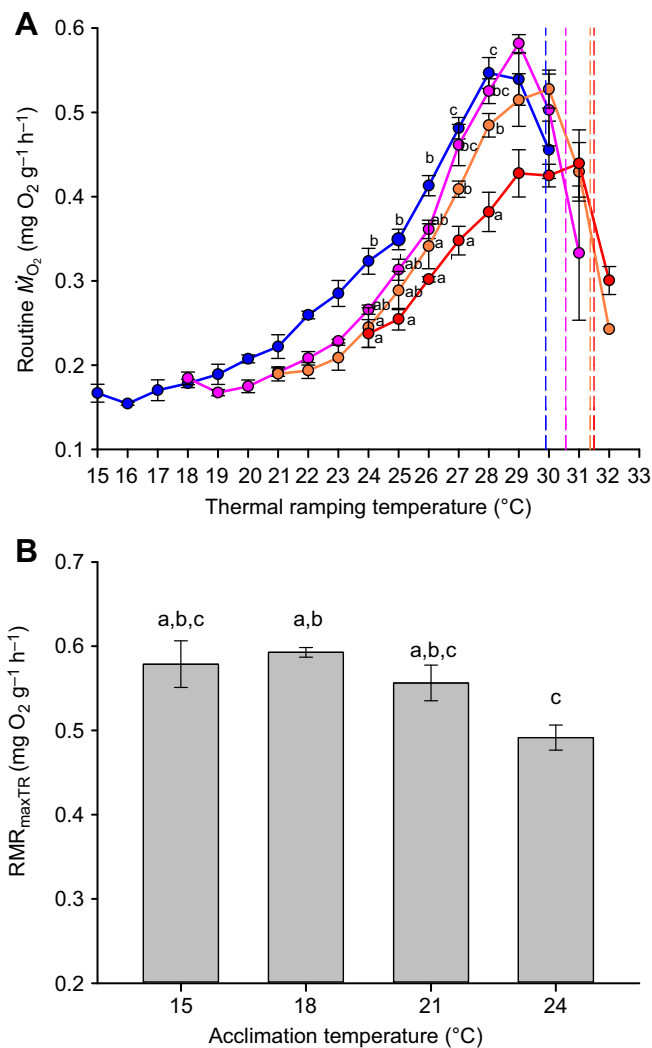 A
0.6
0.5
0.4
0.3
0.2
0.1
Routine ṀO2 (mg O2 g−1 h−1)
c
c
bc
b
b
bc
b
b
ab
a
a
b
ab
a
ab
a
ab
a
a
a
15 16 17 18 19 20 21 22 23 24 25 26 27 28 29 30 31 32 33
Thermal ramping temperature (°C)
B
0.7
0.6
0.5
0.4
0.3
0.2
RMRmaxTR (mg O2 g−1 h−1)
a,b,c
a,b
a,b,c
c
15 18 21 24
Acclimation temperature (°C)